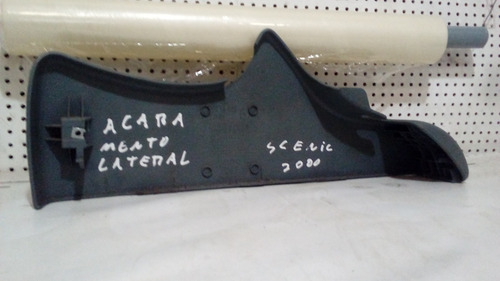 ACABA
MENTO
LATERAL
SCENIC
2000